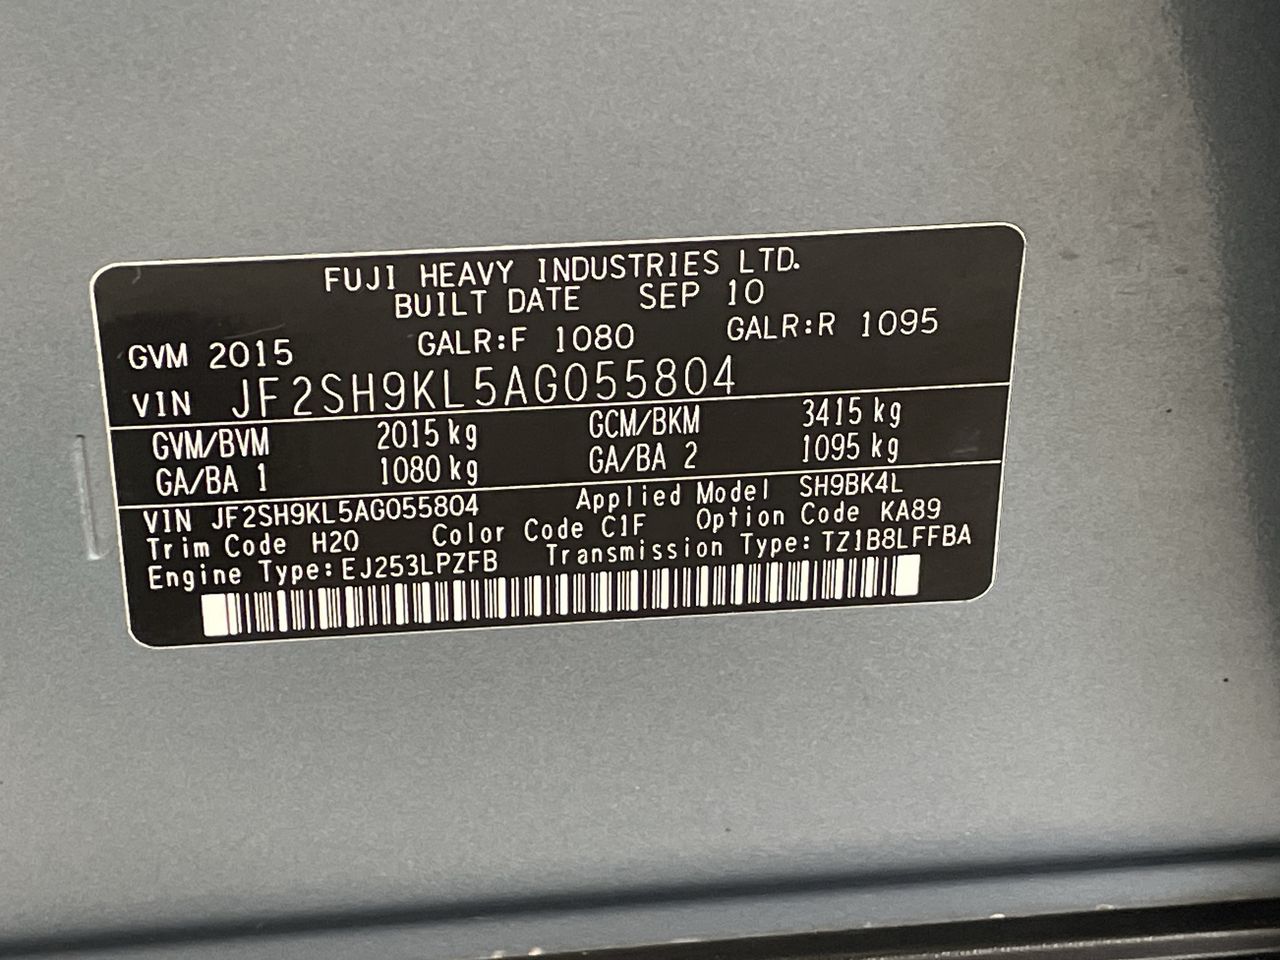 FUJI HEAVY INDUSTRIES LTD.
BUILT DATE SEP 10
GVM 2015 GALR:F 1080 GALR:R 1095
VIN JF2SH9KL5AG055804
GVM/BVM 2015 kg GCM/BKM 3415 kg
GA/BA 1 1080 kg GA/BA 2 1095 kg
VIN JF2SH9KL5AG055804 Applied Model SH9BK4L
Trim Code H20 Color Code C1F Option Code KA89
Engine Type:EJ253LPZFB Transmission Type:TZ1B8LFFBA